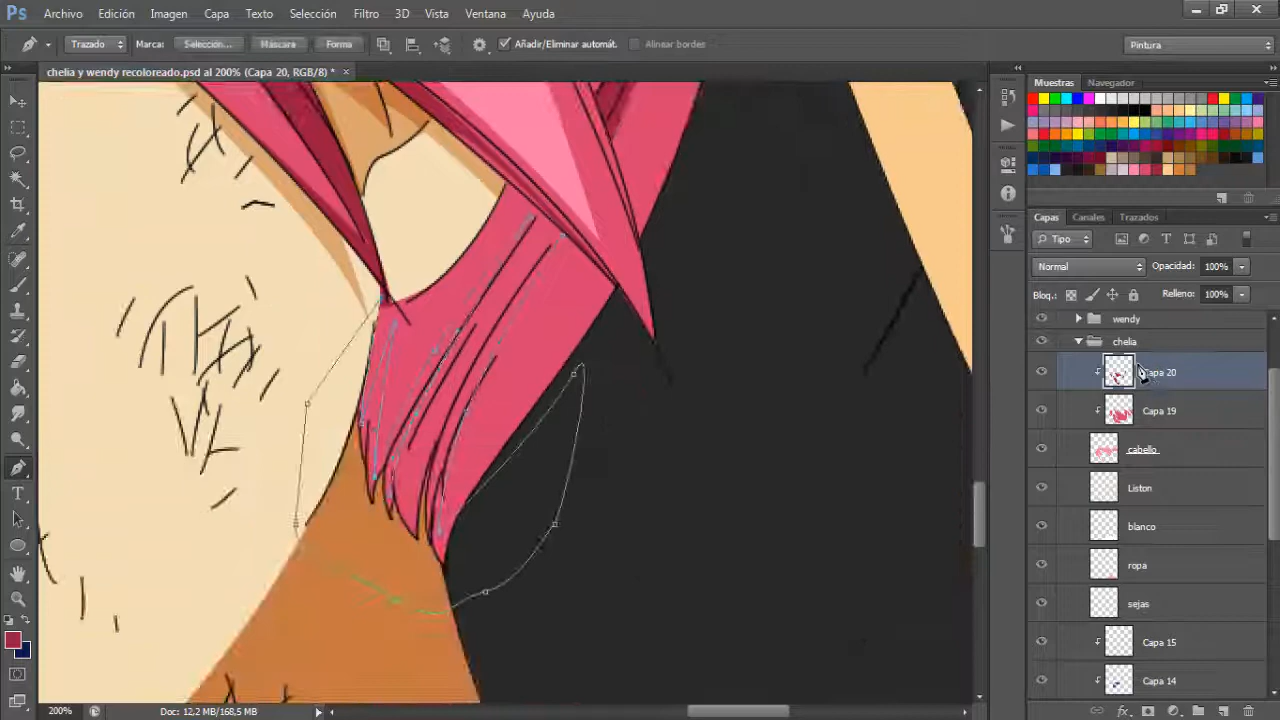 Ps Archivo Edición Imagen Capa Texto Selección Filtro 3D Vista Ventana Ayuda
Trazado Marca: Selección... Máscara Forma Añadir/Eliminar automát. Alinear bordes Pintura
chelia y wendy recoloreado.psd al 200% (Capa 20, RGB/8) * ×
Muestras Navegador
Capas Canales Trazados
Tipo
Normal Opacidad: 100%
Bloq.: Relleno: 100%
wendy
chelia
Capa 20
Capa 19
cabello
Liston
blanco
ropa
sejas
Capa 15
Capa 14
200% Doc: 12,2 MB/168,5 MB